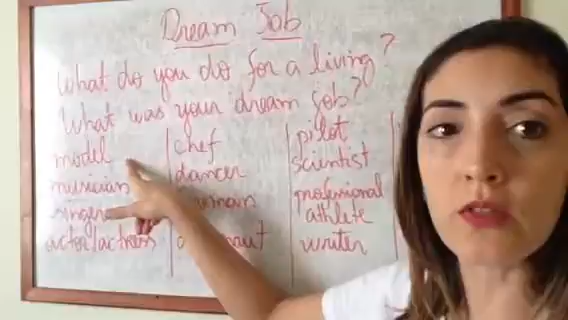 Dream Job
What do you do for a living?
What was your dream job?
model chef pilot
musician dancer scientist
singer professional athlete
actor/actress writer